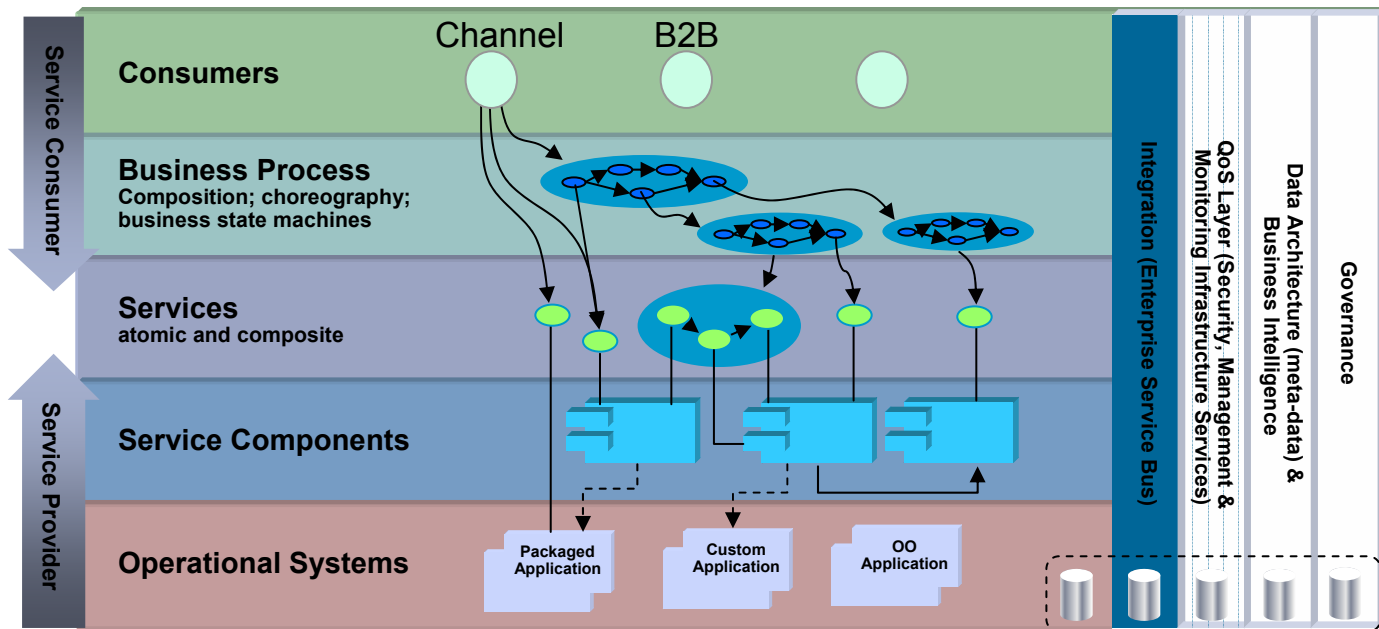 Channel
B2B
Consumers
Service Consumer
Business Process
Composition; choreography;
business state machines
Services
atomic and composite
Service Provider
Service Components
Operational Systems
Packaged
Application
Custom
Application
OO
Application
Integration (Enterprise Service Bus)
QoS Layer (Security, Management &
Monitoring Infrastructure Services)
Data Architecture (meta-data) &
Business Intelligence
Governance